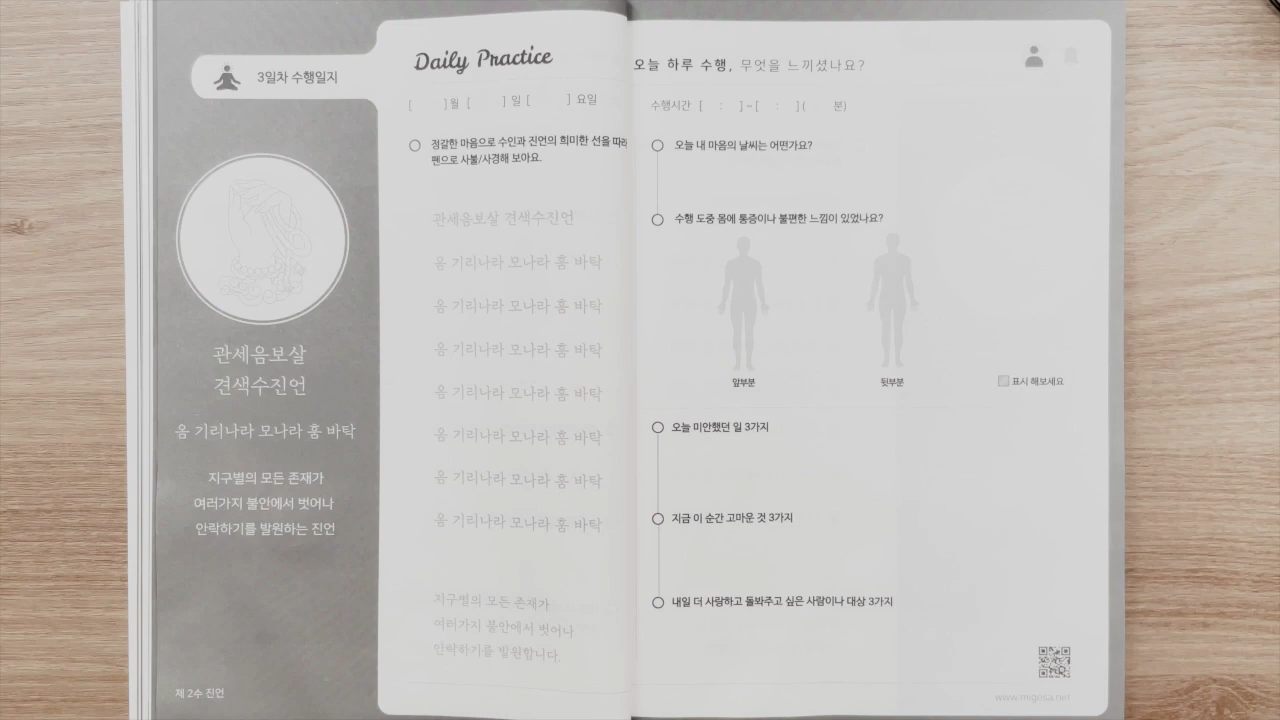 3일차 수행일지
관세음보살
견색수진언
옴 기리나라 모나라 훔 바탁
지구별의 모든 존재가
여러가지 불안에서 벗어나
안락하기를 발원하는 진언
제 2수 진언
Daily Practice
[ ]월 [ ]일 [ ]요일
정갈한 마음으로 수인과 진언의 희미한 선을 따라
펜으로 사불/사경해 보아요.
관세음보살 견색수진언
옴 기리나라 모나라 훔 바탁
옴 기리나라 모나라 훔 바탁
옴 기리나라 모나라 훔 바탁
옴 기리나라 모나라 훔 바탁
옴 기리나라 모나라 훔 바탁
옴 기리나라 모나라 훔 바탁
옴 기리나라 모나라 훔 바탁
지구별의 모든 존재가
여러가지 불안에서 벗어나
안락하기를 발원합니다.
오늘 하루 수행, 무엇을 느끼셨나요?
수행시간 [ : ]~[ : ]( 분)
오늘 내 마음의 날씨는 어떤가요?
수행 도중 몸에 통증이나 불편한 느낌이 있었나요?
앞부분
뒷부분
표시 해보세요
오늘 미안했던 일 3가지
지금 이 순간 고마운 것 3가지
내일 더 사랑하고 돌봐주고 싶은 사람이나 대상 3가지